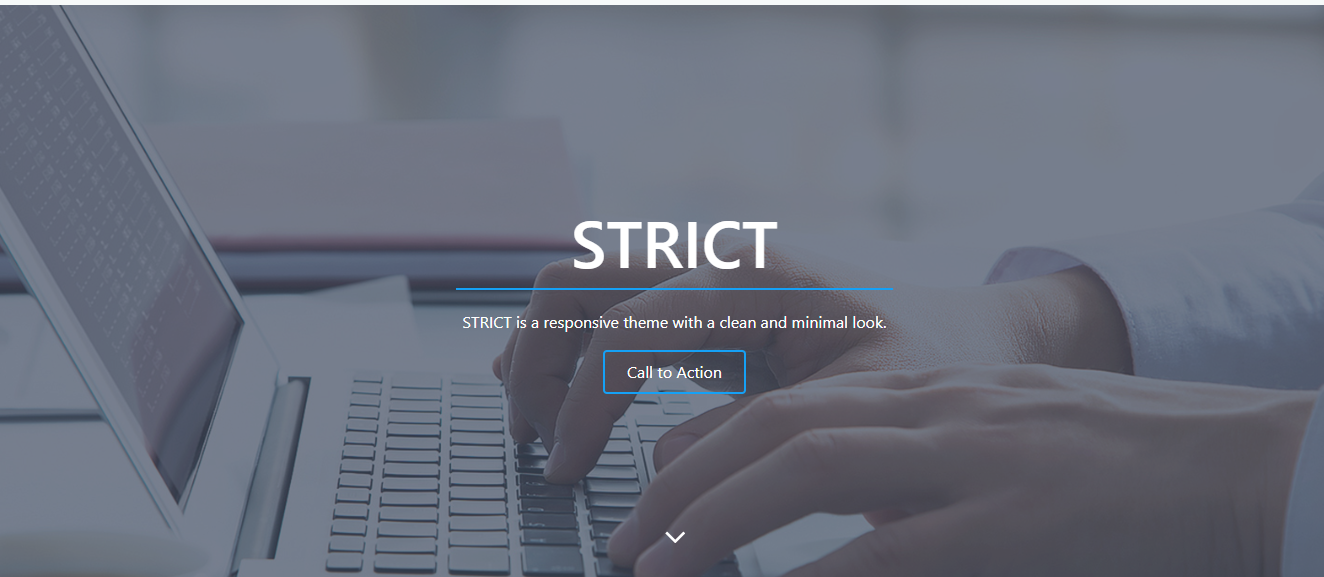 STRICT
STRICT is a responsive theme with a clean and minimal look.
Call to Action